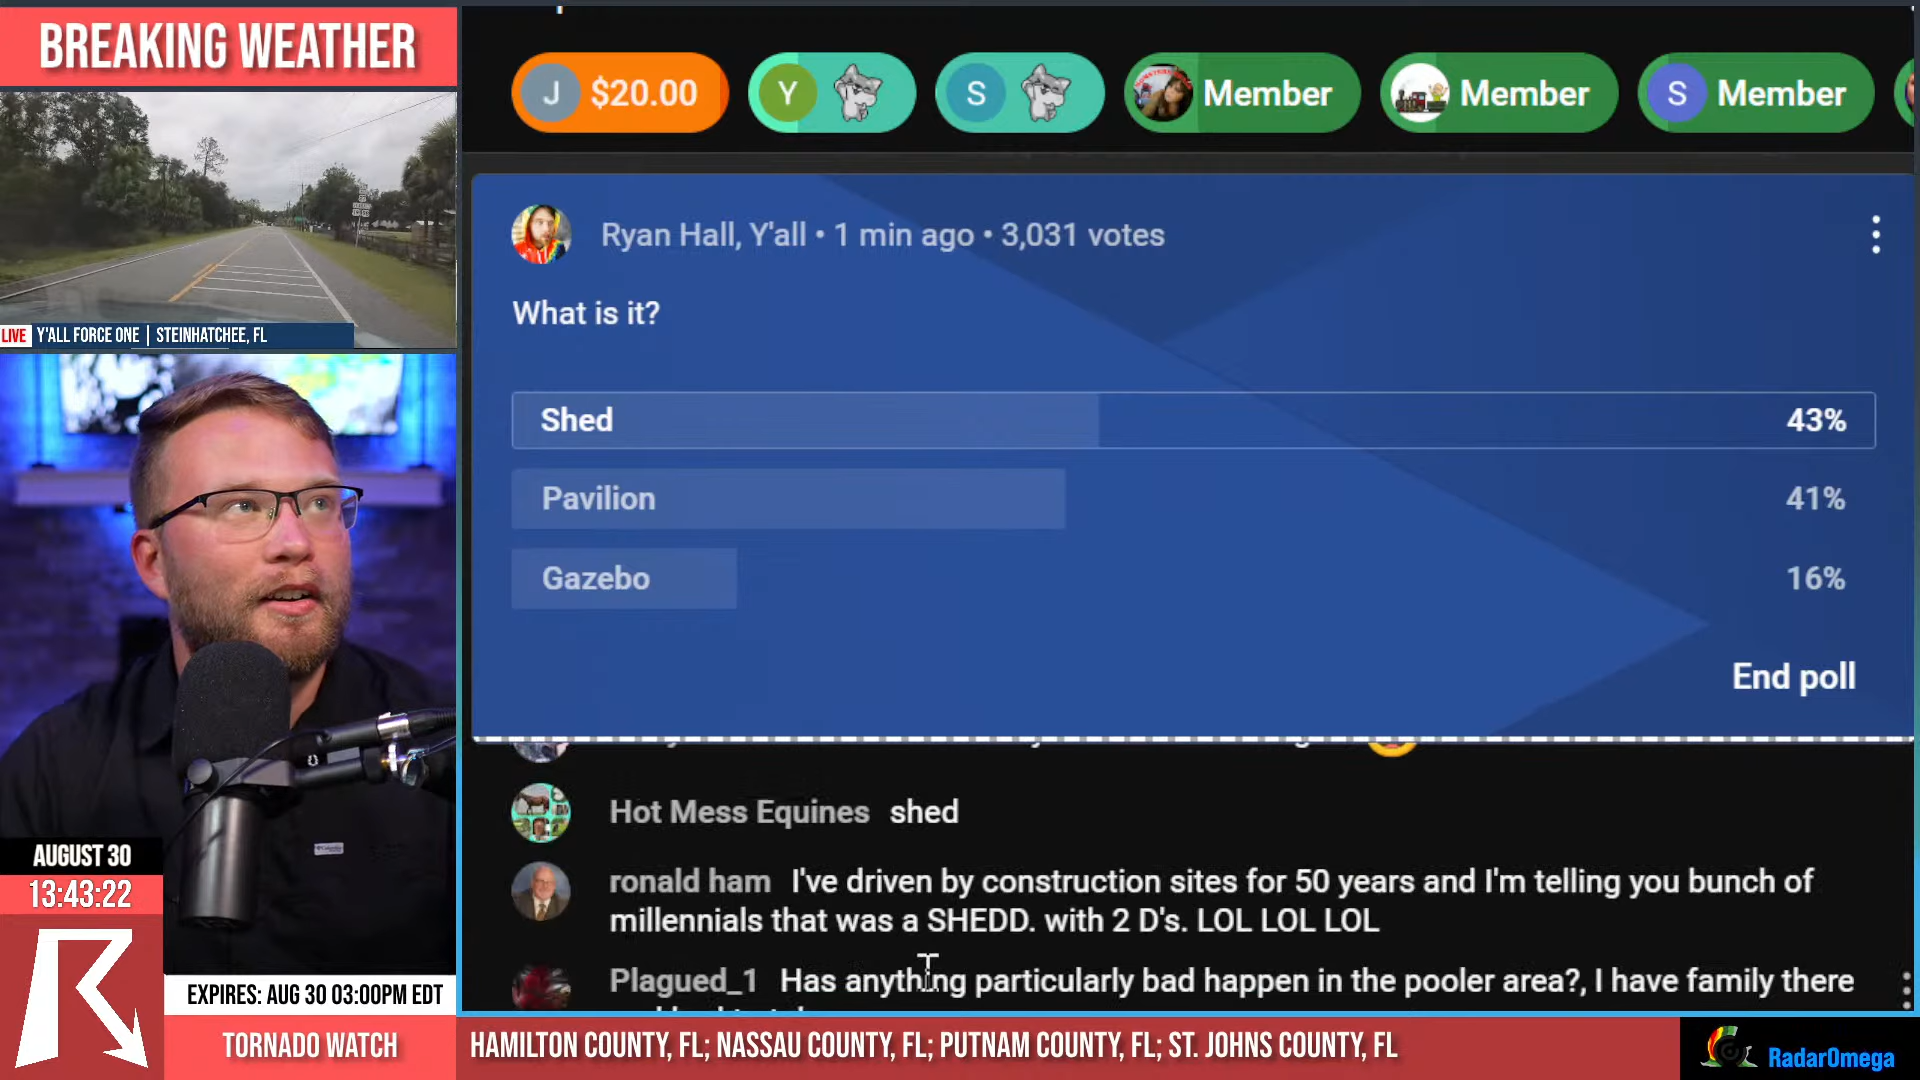 BREAKING WEATHER
LIVE Y'ALL FORCE ONE | STEINHATCHEE, FL
J $20.00
Y
S
Member
Member
S Member
Ryan Hall, Y'all • 1 min ago • 3,031 votes
What is it?
Shed 43%
Pavilion 41%
Gazebo 16%
End poll
Hot Mess Equines shed
ronald ham I've driven by construction sites for 50 years and I'm telling you bunch of
millennials that was a SHEDD. with 2 D's. LOL LOL LOL
Plagued_1 Has anything particularly bad happen in the pooler area?, I have family there
AUGUST 30
13:43:22
EXPIRES: AUG 30 03:00PM EDT
TORNADO WATCH
HAMILTON COUNTY, FL; NASSAU COUNTY, FL; PUTNAM COUNTY, FL; ST. JOHNS COUNTY, FL
RadarOmega